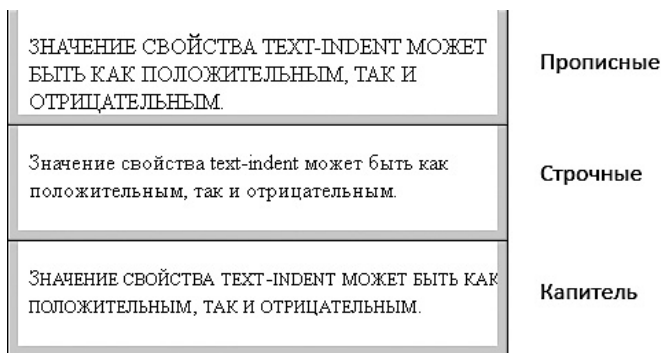 ЗНАЧЕНИЕ СВОЙСТВА TEXT-INDENT МОЖЕТ
БЫТЬ КАК ПОЛОЖИТЕЛЬНЫМ, ТАК И
ОТРИЦАТЕЛЬНЫМ.
Прописные
Значение свойства text-indent может быть как
положительным, так и отрицательным.
Строчные
ЗНАЧЕНИЕ СВОЙСТВА TEXT-INDENT МОЖЕТ БЫТЬ КАК
ПОЛОЖИТЕЛЬНЫМ, ТАК И ОТРИЦАТЕЛЬНЫМ.
Капитель